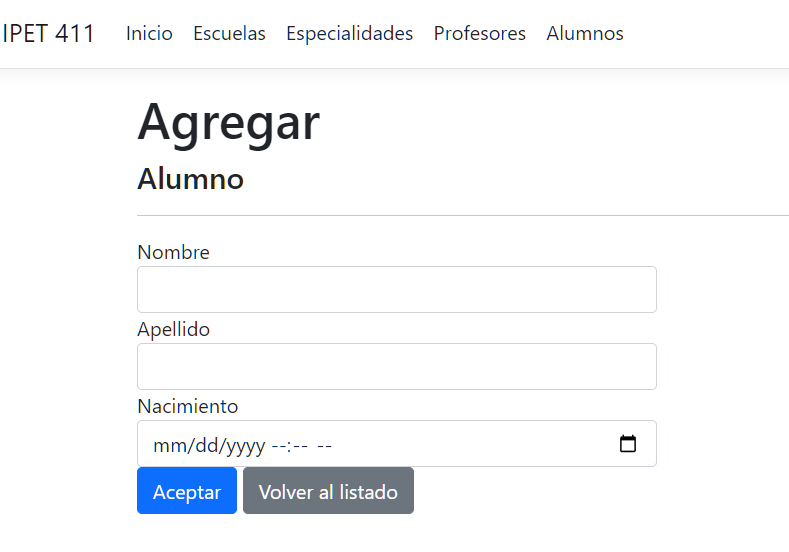 IPET 411 Inicio Escuelas Especialidades Profesores Alumnos
Agregar
Alumno
Nombre
Apellido
Nacimiento
mm/dd/yyyy --:-- --
Aceptar Volver al listado